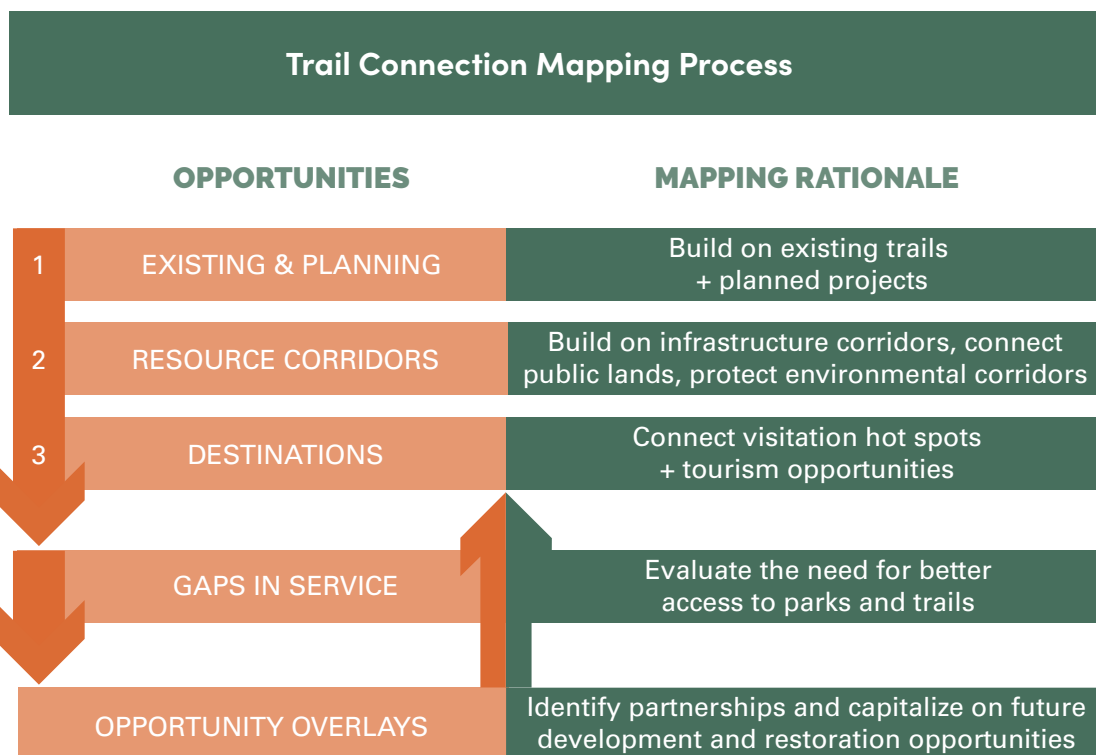 Trail Connection Mapping Process
OPPORTUNITIES
MAPPING RATIONALE
1
EXISTING & PLANNING
Build on existing trails
+ planned projects
2
RESOURCE CORRIDORS
Build on infrastructure corridors, connect
public lands, protect environmental corridors
3
DESTINATIONS
Connect visitation hot spots
+ tourism opportunities
GAPS IN SERVICE
Evaluate the need for better
access to parks and trails
OPPORTUNITY OVERLAYS
Identify partnerships and capitalize on future
development and restoration opportunities